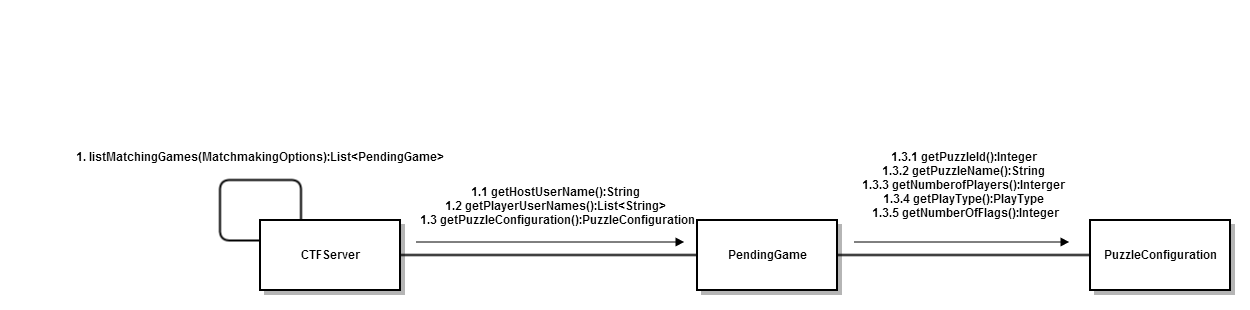 1. listMatchingGames(MatchmakingOptions):List<PendingGame>
1.1 getHostUserName():String
1.2 getPlayerUserNames():List<String>
1.3 getPuzzleConfiguration():PuzzleConfiguration
1.3.1 getPuzzleId():Integer
1.3.2 getPuzzleName():String
1.3.3 getNumberofPlayers():Interger
1.3.4 getPlayType():PlayType
1.3.5 getNumberOfFlags():Integer
CTFServer
PendingGame
PuzzleConfiguration